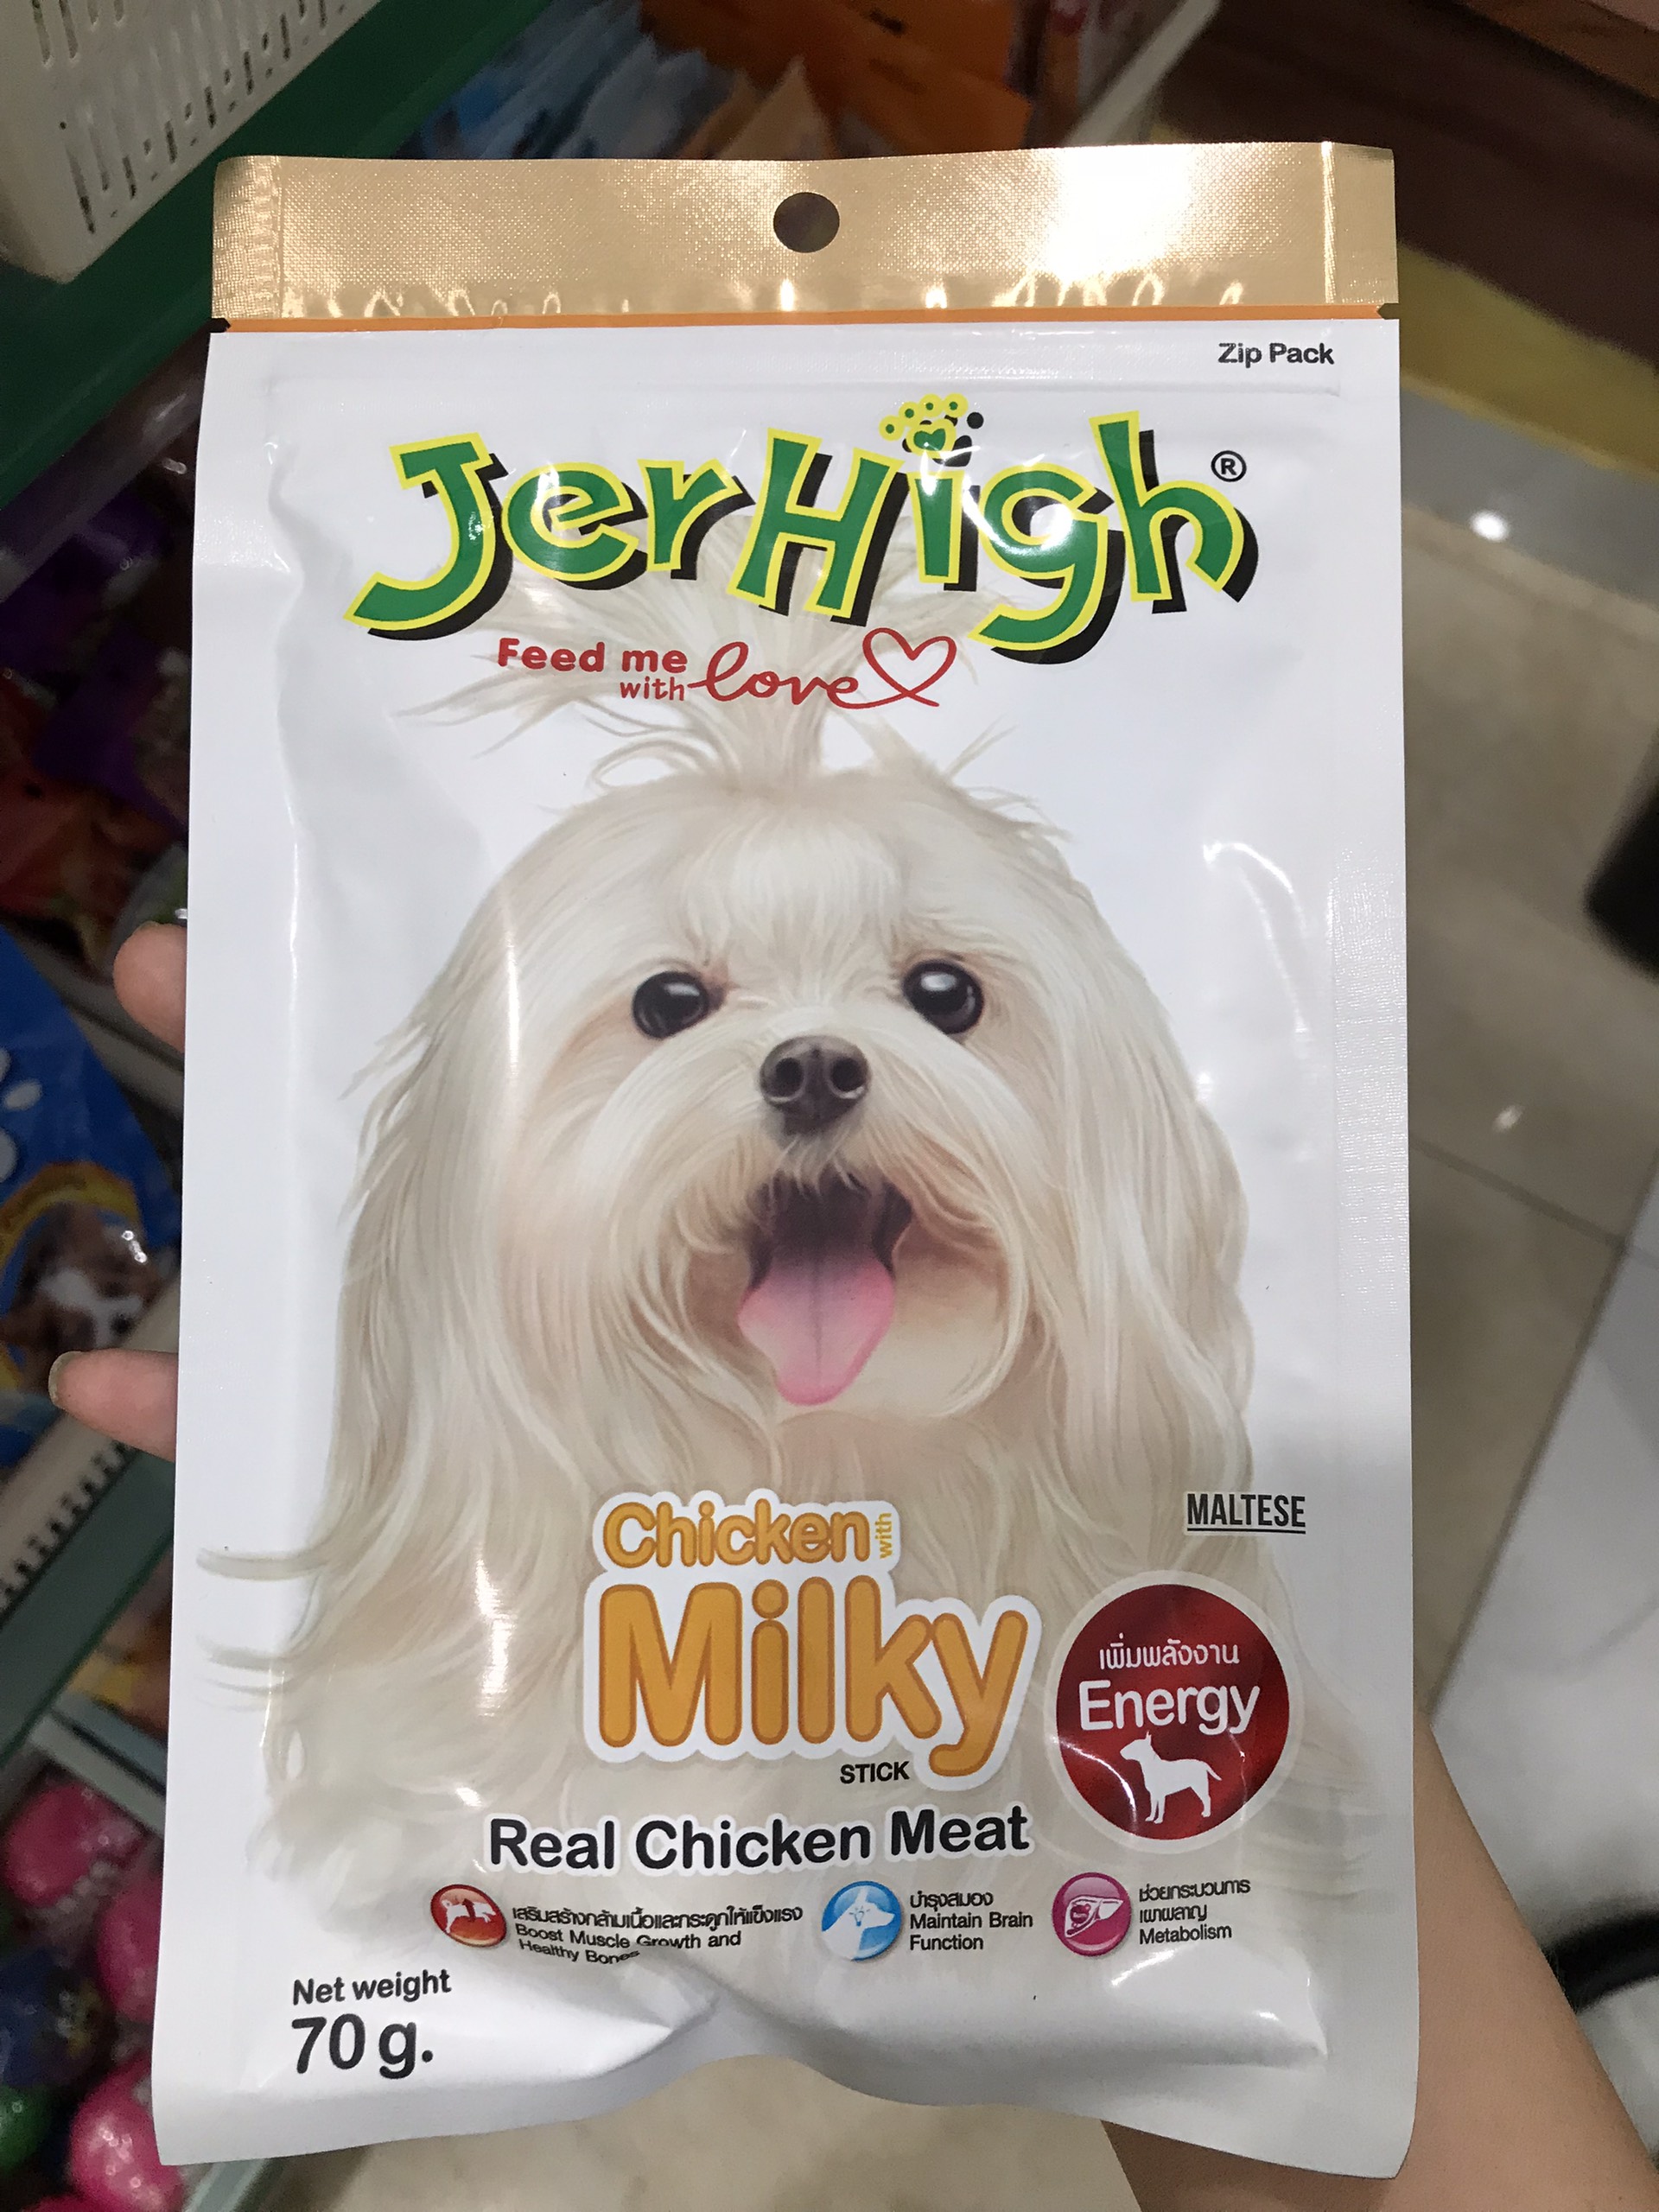 Zip Pack
JerHigh®
Feed me
with love
MALTESE
Chicken with
Milky
STICK
เพิ่มพลังงาน
Energy
Real Chicken Meat
เสริมสร้างกล้ามเนื้อและกระดูกให้แข็งแรง
Boost Muscle Growth and
Healthy Bones
บำรุงสมอง
Maintain Brain
Function
ช่วยกระบวนการ
เผาผลาญ
Metabolism
Net weight
70 g.